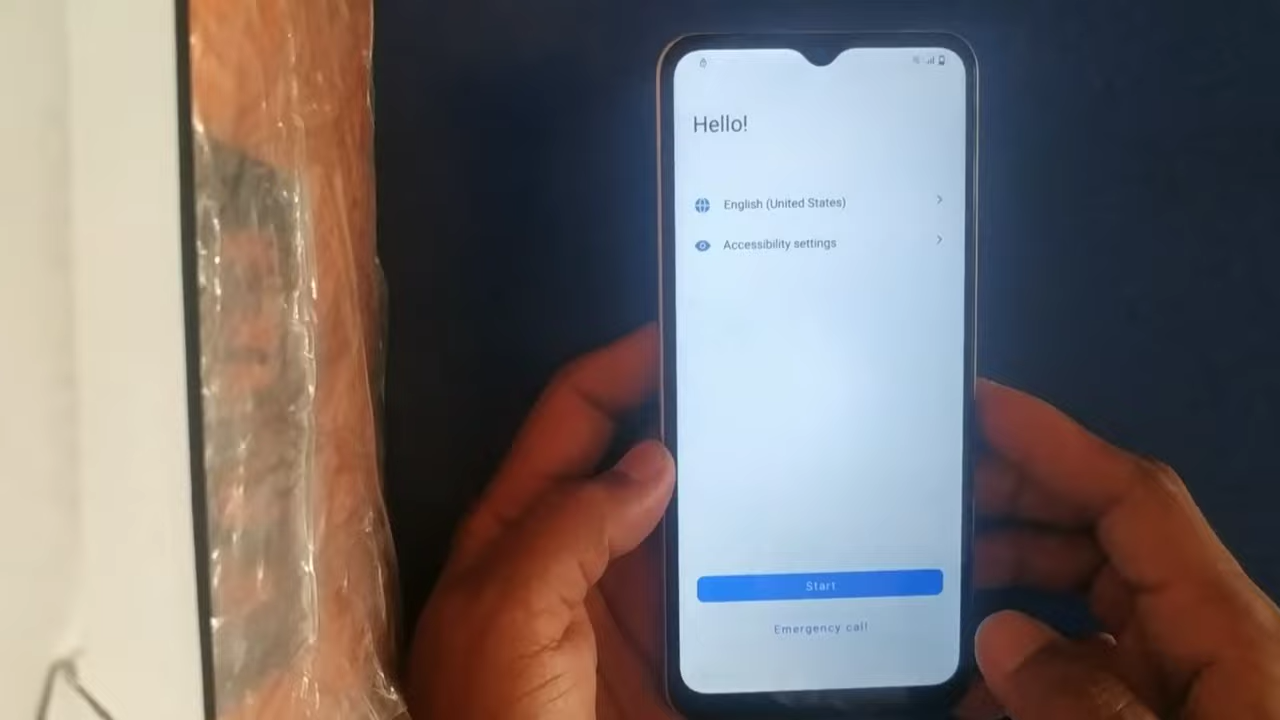 Hello!
English (United States)
Accessibility settings
Start
Emergency call